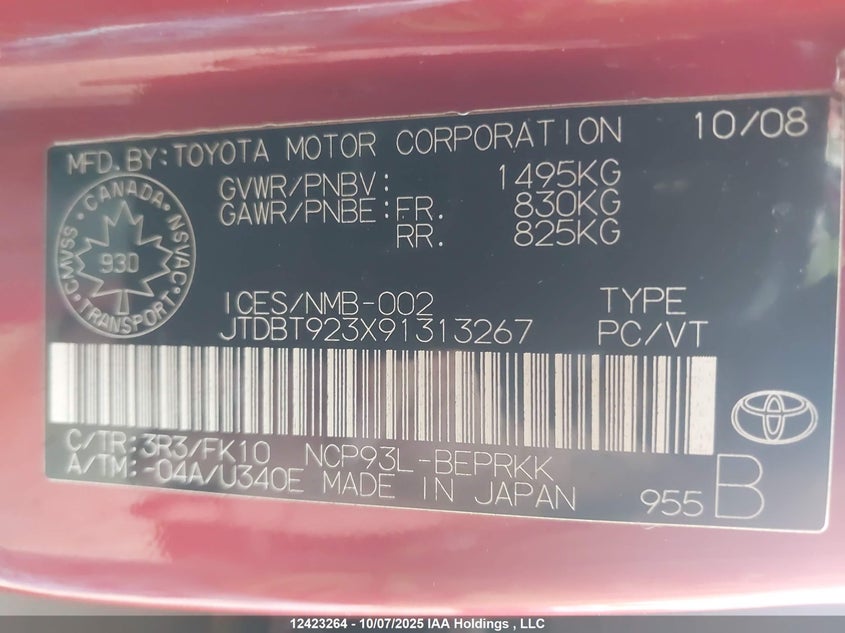 MFD.BY:TOYOTA MOTOR CORPORATION 10/08
GVWR/PNBV: 1495KG
GAWR/PNBE:FR. 830KG
RR. 825KG
CMVSS · CANADA · NSVAC · TRANSPORT
930
ICES/NMB-002 TYPE
JTDBT923X91313267 PC/VT
C/TR:3R3/FK10 NCP93L-BEPRKK
A/TM:-04A/U340E MADE IN JAPAN 955 B
12423264 - 10/07/2025 IAA Holdings , LLC